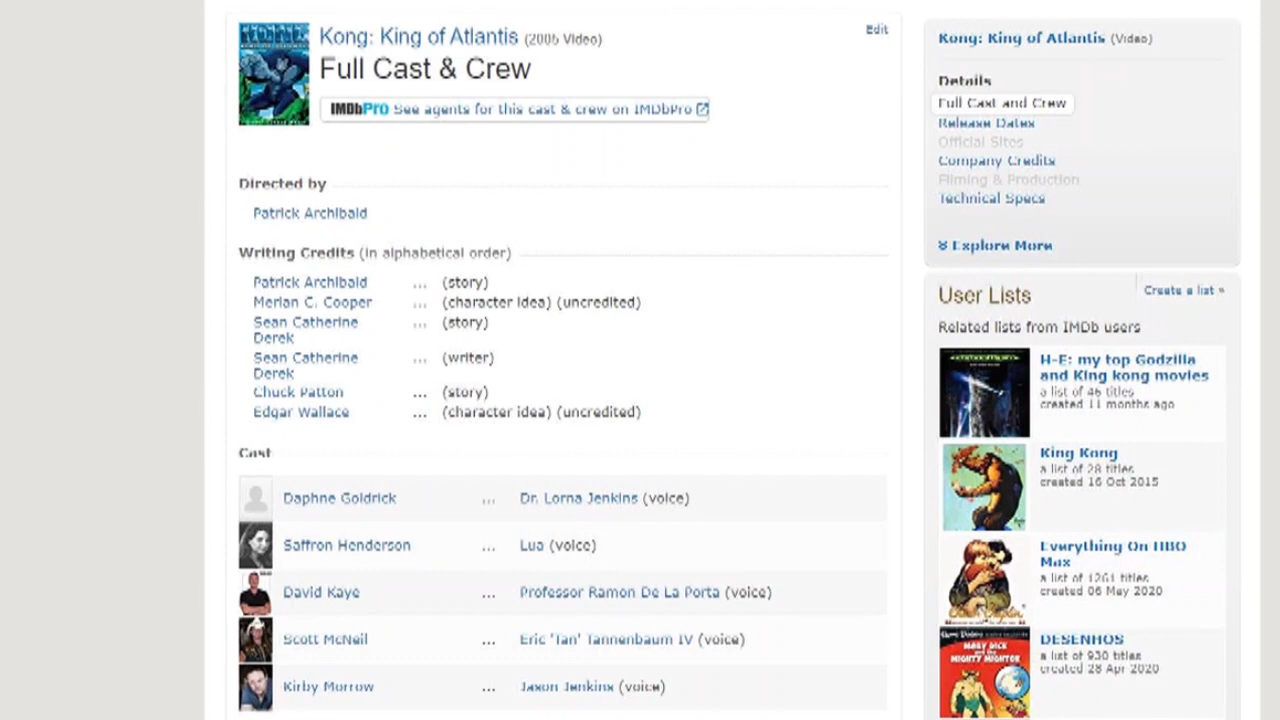 Kong: King of Atlantis (2005 Video)
Edit
Full Cast & Crew
IMDbPro See agents for this cast & crew on IMDbPro
Directed by
Patrick Archibald
Writing Credits (in alphabetical order)
Patrick Archibald ... (story)
Merian C. Cooper ... (character idea) (uncredited)
Sean Catherine ... (story)
Derek
Sean Catherine ... (writer)
Derek
Chuck Patton ... (story)
Edgar Wallace ... (character idea) (uncredited)
Cast
Daphne Goldrick ... Dr. Lorna Jenkins (voice)
Saffron Henderson ... Lua (voice)
David Kaye ... Professor Ramon De La Porta (voice)
Scott McNeil ... Eric 'Tan' Tannenbaum IV (voice)
Kirby Morrow ... Jason Jenkins (voice)
Kong: King of Atlantis (Video)
Details
Full Cast and Crew
Release Dates
Official Sites
Company Credits
Filming & Production
Technical Specs
Explore More
User Lists
Create a list »
Related lists from IMDb users
H-E: my top Godzilla
and King kong movies
a list of 46 titles
created 11 months ago
King Kong
a list of 28 titles
created 16 Oct 2015
Everything On HBO
Max
a list of 1261 titles
created 06 May 2020
DESENHOS
a list of 930 titles
created 28 Apr 2020
MOBY DICK
and the
MIGHTY MIGHTOR